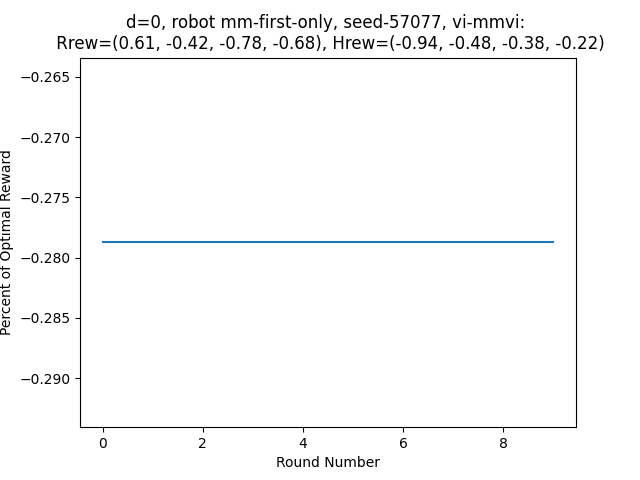 d=0, robot mm-first-only, seed-57077, vi-mmvi:
Rrew=(0.61, -0.42, -0.78, -0.68), Hrew=(-0.94, -0.48, -0.38, -0.22)
−0.265
−0.270
−0.275
−0.280
−0.285
−0.290
Percent of Optimal Reward
0 2 4 6 8
Round Number